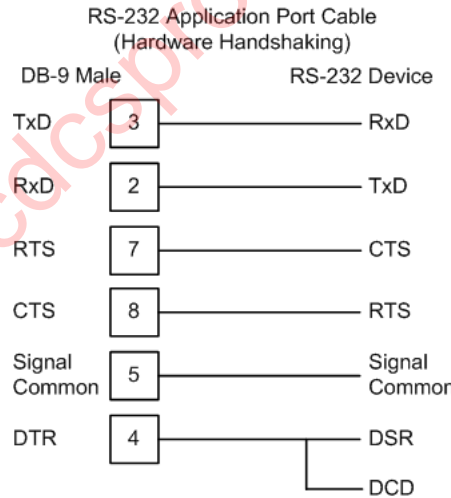 RS-232 Application Port Cable
(Hardware Handshaking)
DB-9 Male RS-232 Device
TxD 3 RxD
RxD 2 TxD
RTS 7 CTS
CTS 8 RTS
Signal Common 5 Signal Common
DTR 4 DSR
DCD